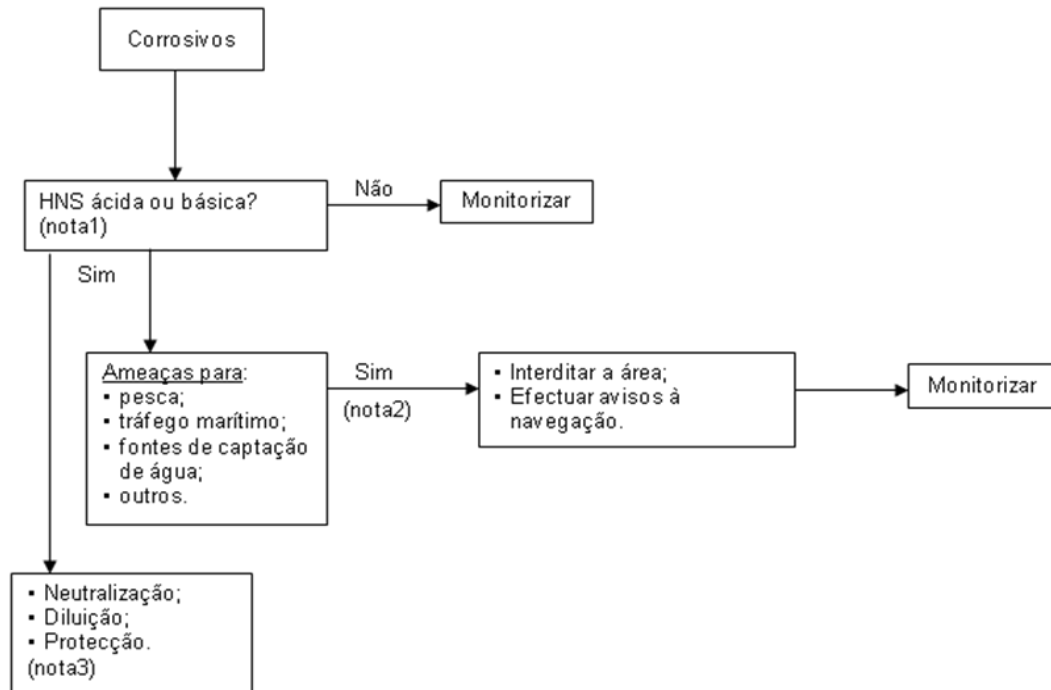 Corrosivos
HNS ácida ou básica?
(nota1)
Não
Monitorizar
Sim
Ameaças para:
▪ pesca;
▪ tráfego marítimo;
▪ fontes de captação
de água;
▪ outros.
Sim
(nota2)
▪ Interditar a área;
▪ Efectuar avisos à
navegação.
Monitorizar
▪ Neutralização;
▪ Diluição;
▪ Protecção.
(nota3)